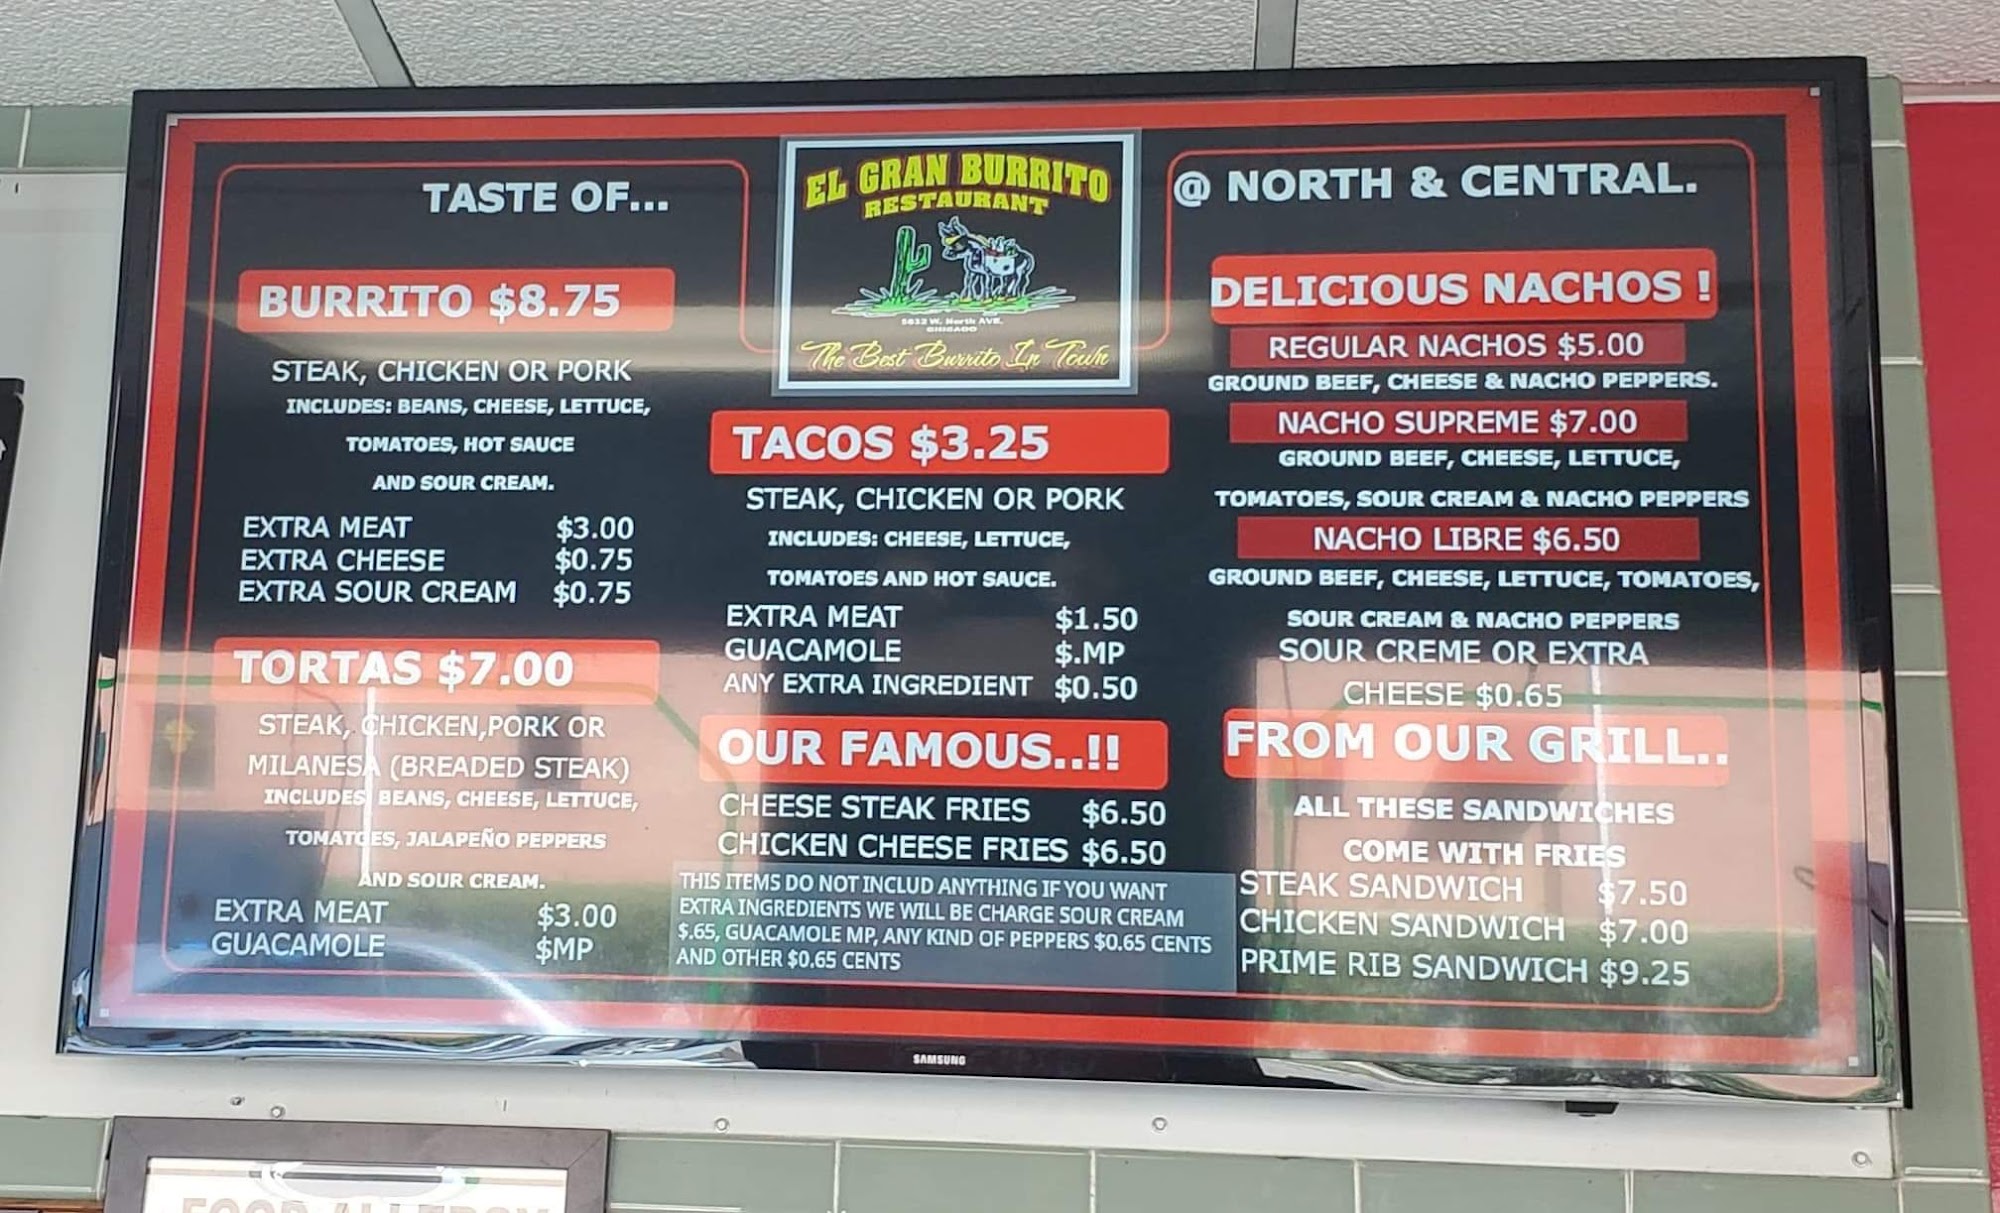 TASTE OF...
EL GRAN BURRITO
RESTAURANT
5633 W. North AVE.
CHICAGO
The Best Burrito In Town
@ NORTH & CENTRAL.
BURRITO $8.75
STEAK, CHICKEN OR PORK
INCLUDES: BEANS, CHEESE, LETTUCE,
TOMATOES, HOT SAUCE
AND SOUR CREAM.
EXTRA MEAT $3.00
EXTRA CHEESE $0.75
EXTRA SOUR CREAM $0.75
TORTAS $7.00
STEAK, CHICKEN,PORK OR
MILANESA (BREADED STEAK)
INCLUDES BEANS, CHEESE, LETTUCE,
TOMATOES, JALAPEÑO PEPPERS
AND SOUR CREAM.
EXTRA MEAT $3.00
GUACAMOLE $MP
TACOS $3.25
STEAK, CHICKEN OR PORK
INCLUDES: CHEESE, LETTUCE,
TOMATOES AND HOT SAUCE.
EXTRA MEAT $1.50
GUACAMOLE $.MP
ANY EXTRA INGREDIENT $0.50
OUR FAMOUS..!!
CHEESE STEAK FRIES $6.50
CHICKEN CHEESE FRIES $6.50
THIS ITEMS DO NOT INCLUD ANYTHING IF YOU WANT
EXTRA INGREDIENTS WE WILL BE CHARGE SOUR CREAM
$.65, GUACAMOLE MP, ANY KIND OF PEPPERS $0.65 CENTS
AND OTHER $0.65 CENTS
DELICIOUS NACHOS !
REGULAR NACHOS $5.00
GROUND BEEF, CHEESE & NACHO PEPPERS.
NACHO SUPREME $7.00
GROUND BEEF, CHEESE, LETTUCE,
TOMATOES, SOUR CREAM & NACHO PEPPERS
NACHO LIBRE $6.50
GROUND BEEF, CHEESE, LETTUCE, TOMATOES,
SOUR CREAM & NACHO PEPPERS
SOUR CREME OR EXTRA
CHEESE $0.65
FROM OUR GRILL..
ALL THESE SANDWICHES
COME WITH FRIES
STEAK SANDWICH $7.50
CHICKEN SANDWICH $7.00
PRIME RIB SANDWICH $9.25
SAMSUNG
FOOD ALLERGY